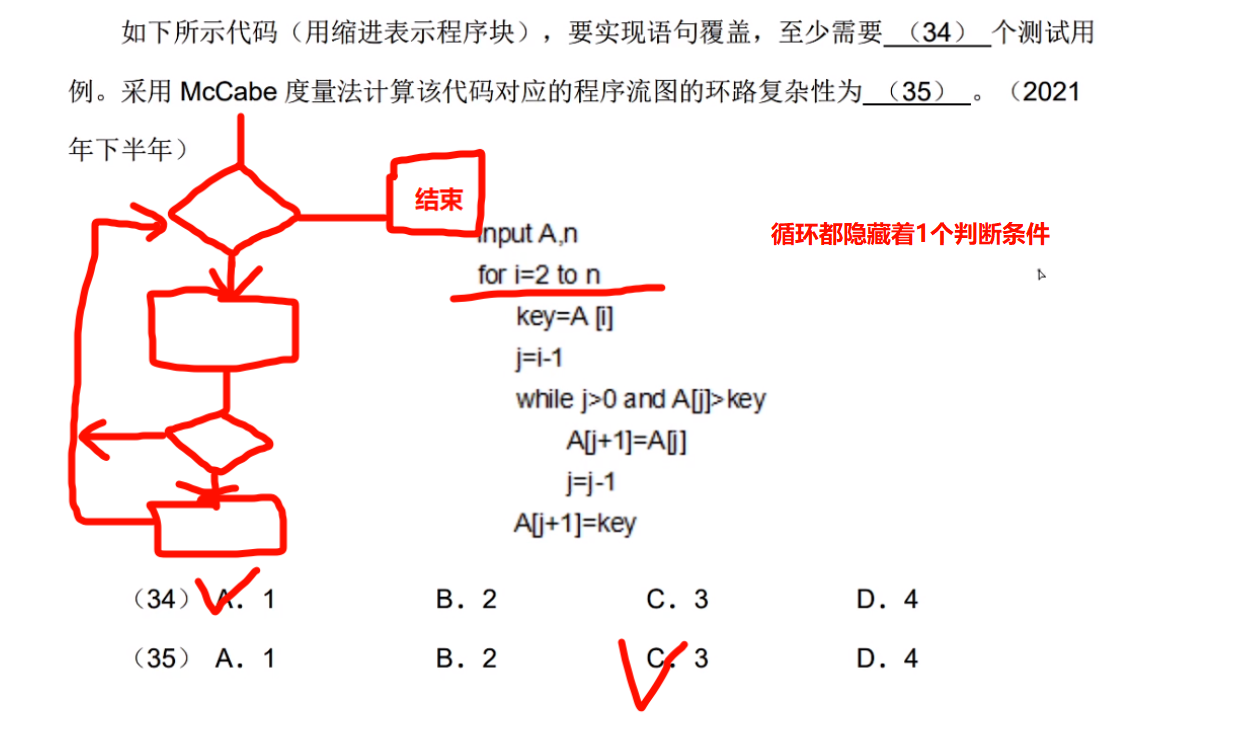 如下所示代码（用缩进表示程序块），要实现语句覆盖，至少需要 （34） 个测试用
例。采用 McCabe 度量法计算该代码对应的程序流图的环路复杂性为 （35） 。（2021
年下半年）
结束
input A,n
循环都隐藏着1个判断条件
for i=2 to n
key=A [i]
j=i-1
while j>0 and A[j]>key
A[j+1]=A[j]
j=j-1
A[j+1]=key
（34） A. 1 B. 2 C. 3 D. 4
（35） A. 1 B. 2 C. 3 D. 4